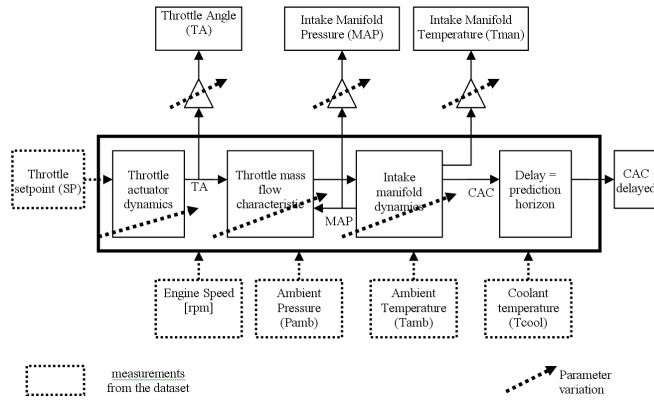 Throttle Angle
(TA)
Intake Manifold
Pressure (MAP)
Intake Manifold
Temperature (Tman)
Throttle
setpoint (SP)
Throttle
actuator
dynamics
TA
Throttle mass
flow
characteristic
MAP
Intake
manifold
dynamics
CAC
Delay =
prediction
horizon
CAC
delayed
Engine Speed
[rpm]
Ambient
Pressure
(Pamb)
Ambient
Temperature
(Tamb)
Coolant
temperature
(Tcool)
measurements
from the dataset
Parameter
variation